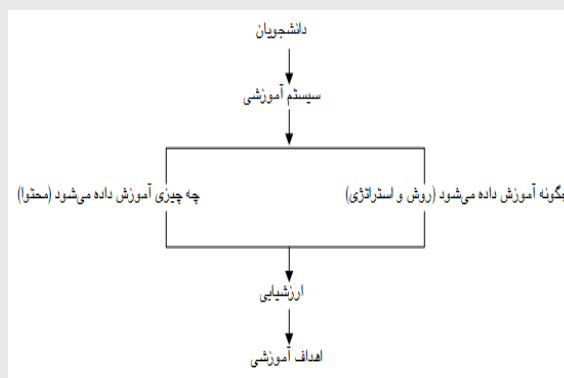 دانشجویان
سیستم آموزشی
چگونه آموزش داده می‌شود (روش و استراتژی)
چه چیزی آموزش داده می‌شود (محتوا)
ارزشیابی
اهداف آموزشی